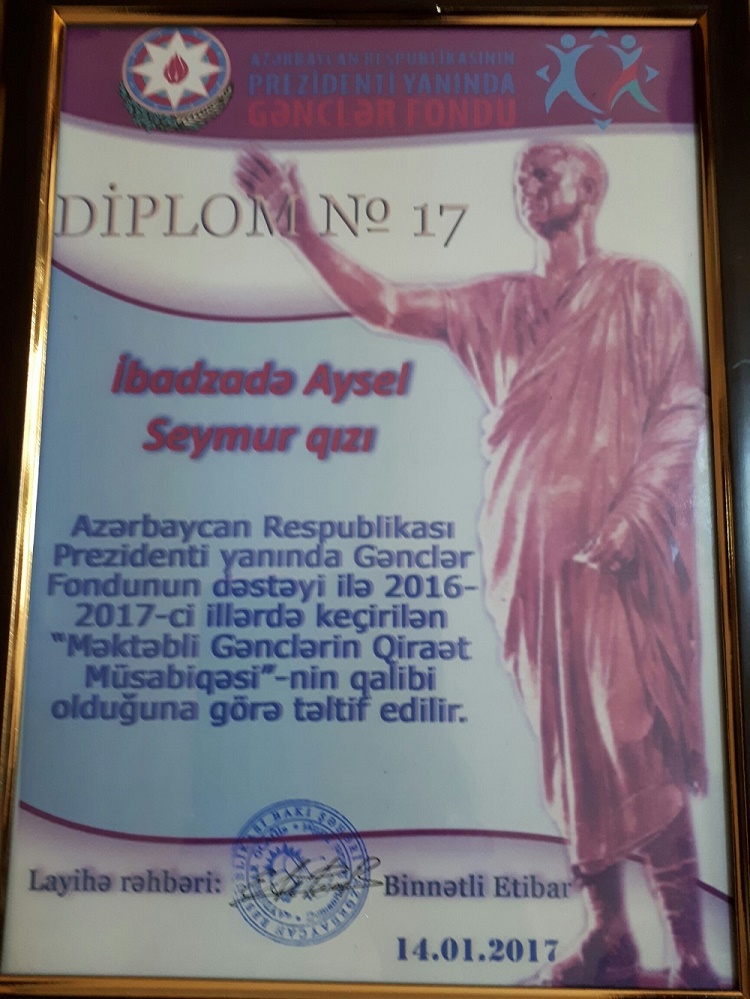 AZƏRBAYCAN RESPUBLİKASININ
PREZİDENTİ YANINDA
GƏNCLƏR FONDU
DİPLOM № 17
İbadzadə Aysel
Seymur qızı
Azərbaycan Respublikası
Prezidenti yanında Gənclər
Fondunun dəstəyi ilə 2016-
2017-ci illərdə keçirilən
"Məktəbli Gənclərin Qiraət
Müsabiqəsi"-nin qalibi
olduğuna görə təltif edilir.
Layihə rəhbəri: Binnətli Etibar
14.01.2017